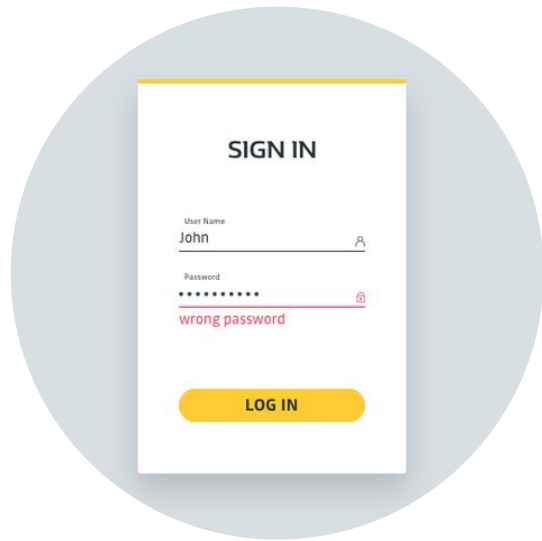 SIGN IN
User Name
John
Password
••••••••••
wrong password
LOG IN